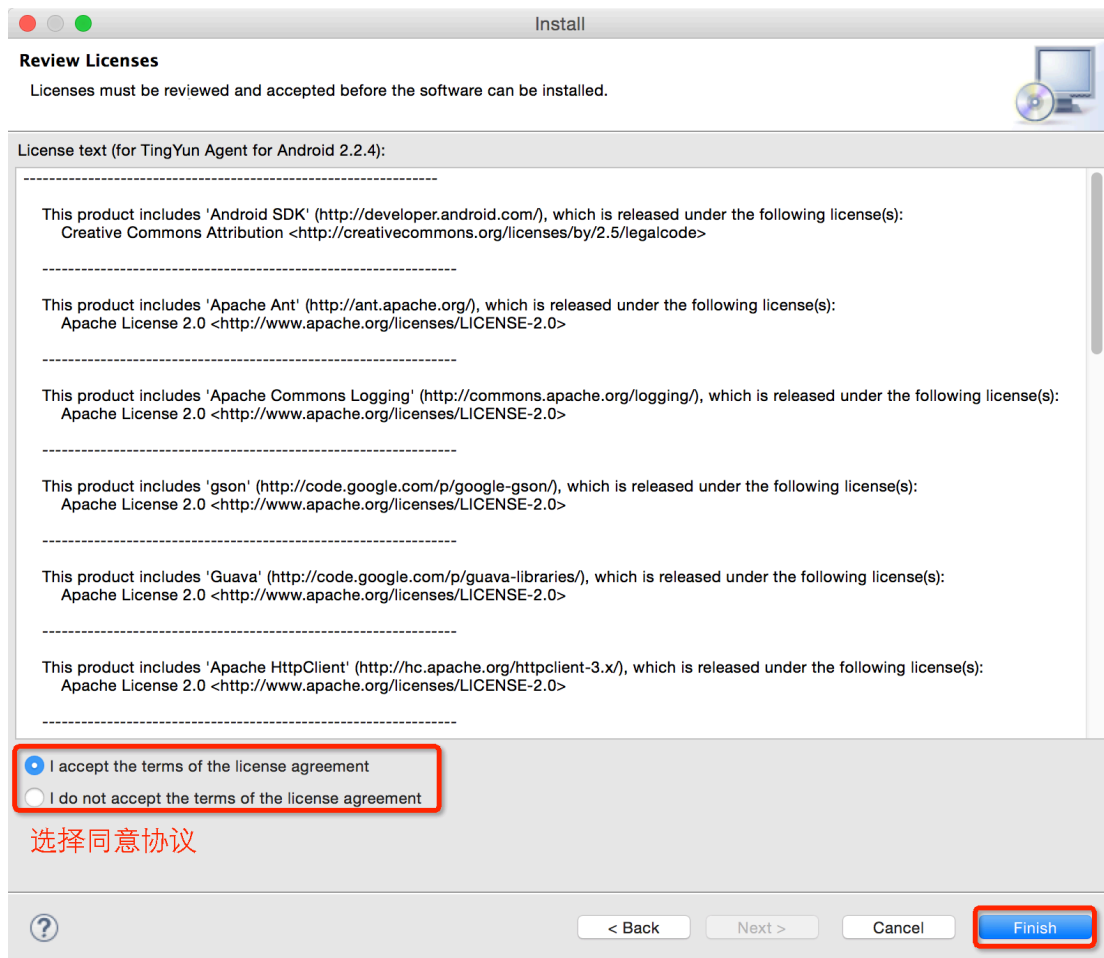 Install
Review Licenses
Licenses must be reviewed and accepted before the software can be installed.
License text (for TingYun Agent for Android 2.2.4):
----------------------------------------------------------------
This product includes 'Android SDK' (http://developer.android.com/), which is released under the following license(s):
Creative Commons Attribution <http://creativecommons.org/licenses/by/2.5/legalcode>
----------------------------------------------------------------
This product includes 'Apache Ant' (http://ant.apache.org/), which is released under the following license(s):
Apache License 2.0 <http://www.apache.org/licenses/LICENSE-2.0>
----------------------------------------------------------------
This product includes 'Apache Commons Logging' (http://commons.apache.org/logging/), which is released under the following license(s):
Apache License 2.0 <http://www.apache.org/licenses/LICENSE-2.0>
----------------------------------------------------------------
This product includes 'gson' (http://code.google.com/p/google-gson/), which is released under the following license(s):
Apache License 2.0 <http://www.apache.org/licenses/LICENSE-2.0>
----------------------------------------------------------------
This product includes 'Guava' (http://code.google.com/p/guava-libraries/), which is released under the following license(s):
Apache License 2.0 <http://www.apache.org/licenses/LICENSE-2.0>
----------------------------------------------------------------
This product includes 'Apache HttpClient' (http://hc.apache.org/httpclient-3.x/), which is released under the following license(s):
Apache License 2.0 <http://www.apache.org/licenses/LICENSE-2.0>
----------------------------------------------------------------
I accept the terms of the license agreement
I do not accept the terms of the license agreement
选择同意协议
? < Back Next > Cancel Finish